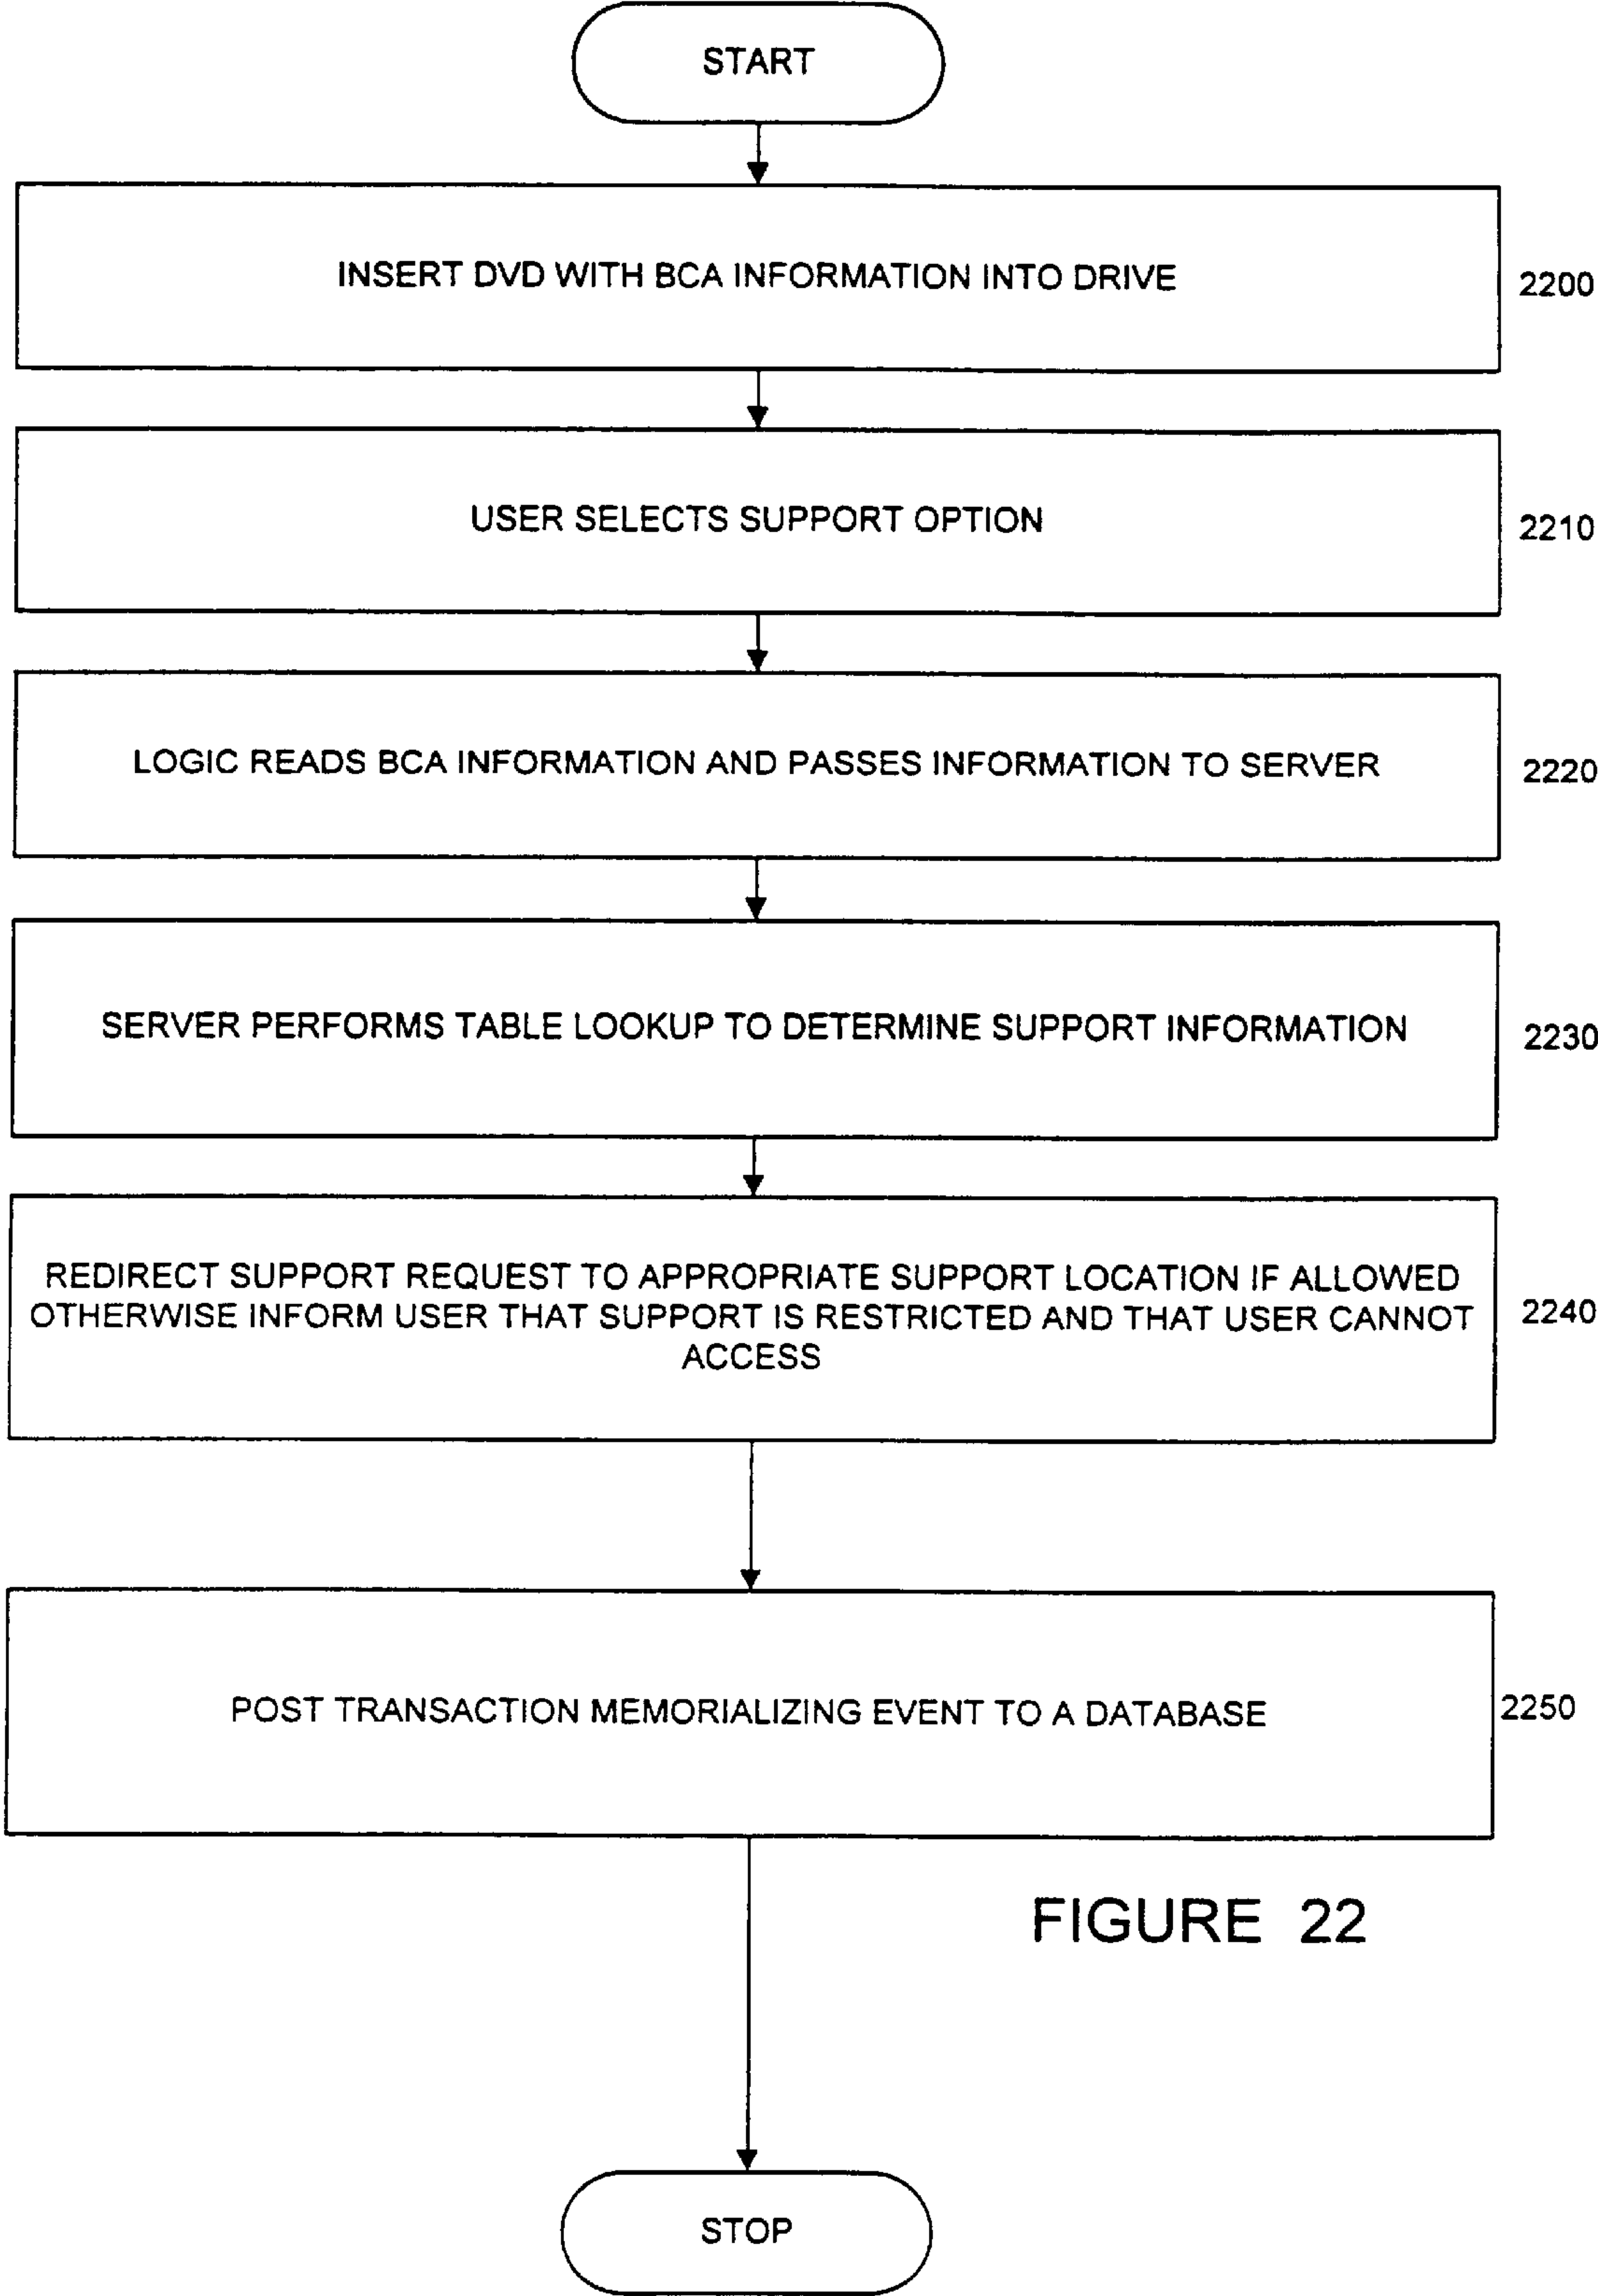 START
INSERT DVD WITH BCA INFORMATION INTO DRIVE
2200
USER SELECTS SUPPORT OPTION
2210
LOGIC READS BCA INFORMATION AND PASSES INFORMATION TO SERVER
2220
SERVER PERFORMS TABLE LOOKUP TO DETERMINE SUPPORT INFORMATION
2230
REDIRECT SUPPORT REQUEST TO APPROPRIATE SUPPORT LOCATION IF ALLOWED
OTHERWISE INFORM USER THAT SUPPORT IS RESTRICTED AND THAT USER CANNOT
ACCESS
2240
POST TRANSACTION MEMORIALIZING EVENT TO A DATABASE
2250
FIGURE 22
STOP